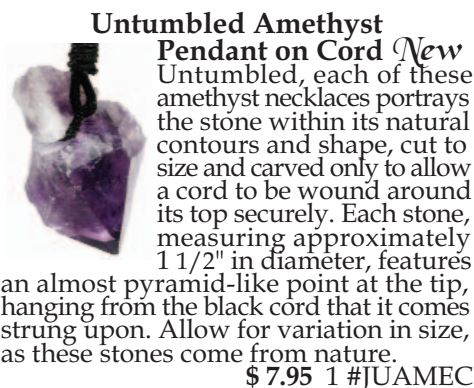 Untumbled Amethyst
Pendant on Cord New
Untumbled, each of these
amethyst necklaces portrays
the stone within its natural
contours and shape, cut to
size and carved only to allow
a cord to be wound around
its top securely. Each stone,
measuring approximately
1 1/2" in diameter, features
an almost pyramid-like point at the tip,
hanging from the black cord that it comes
strung upon. Allow for variation in size,
as these stones come from nature.
$ 7.95 1 #JUAMEC